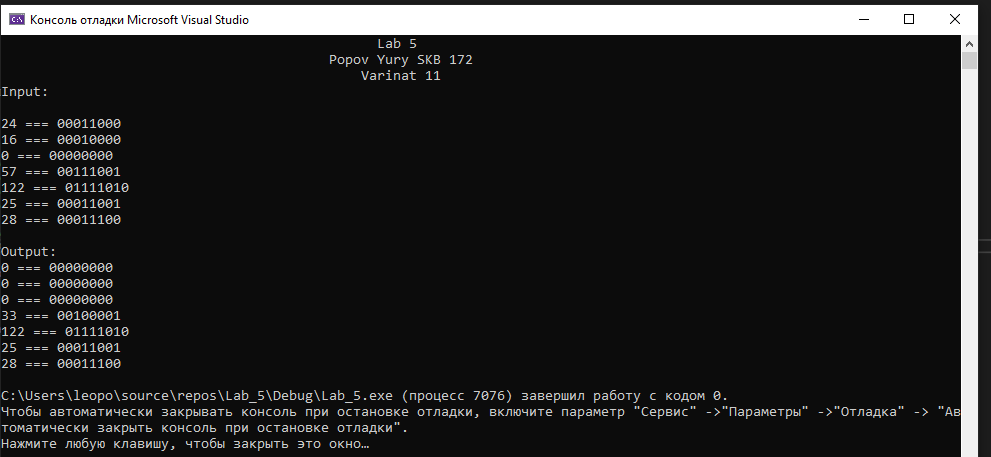 C:\ Консоль отладки Microsoft Visual Studio
Lab 5
Popov Yury SKB 172
Varinat 11
Input:
24 === 00011000
16 === 00010000
0 === 00000000
57 === 00111001
122 === 01111010
25 === 00011001
28 === 00011100
Output:
0 === 00000000
0 === 00000000
0 === 00000000
33 === 00100001
122 === 01111010
25 === 00011001
28 === 00011100
C:\Users\leopo\source\repos\Lab_5\Debug\Lab_5.exe (процесс 7076) завершил работу с кодом 0.
Чтобы автоматически закрывать консоль при остановке отладки, включите параметр "Сервис" ->"Параметры" ->"Отладка" -> "Ав
томатически закрыть консоль при остановке отладки".
Нажмите любую клавишу, чтобы закрыть это окно…